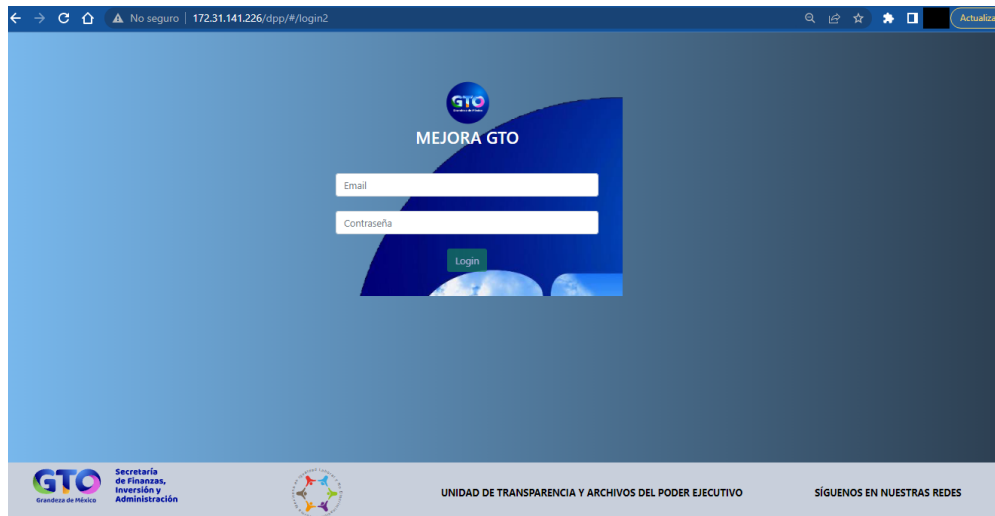 No seguro | 172.31.141.226/dpp/#/login2
Actualiza
GTO
MEJORA GTO
Email
Contraseña
Login
GTO
Grandeza de México
Secretaría
de Finanzas,
Inversión y
Administración
UNIDAD DE TRANSPARENCIA Y ARCHIVOS DEL PODER EJECUTIVO
SÍGUENOS EN NUESTRAS REDES